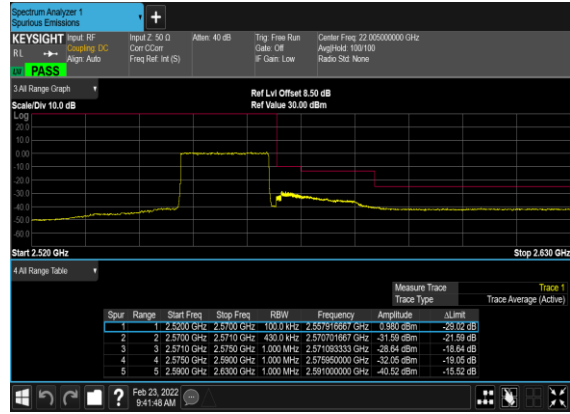 Spectrum Analyzer 1
Spurious Emissions
+
KEYSIGHT Input: RF Input Z: 50 Ω Atten: 40 dB Trig: Free Run Center Freq: 22.005000000 GHz
RL Coupling: DC Corr CCorr Gate: Off Avg|Hold: 100/100
Align: Auto Freq Ref: Int (S) IF Gain: Low Radio Std: None
LM PASS
3 All Range Graph
Ref Lvl Offset 8.50 dB
Scale/Div 10.0 dB Ref Value 30.00 dBm
Log
20.0
10.0
0.00
-10.0
-20.0
-30.0
-40.0
-50.0
-60.0
Start 2.520 GHz Stop 2.630 GHz
4 All Range Table
Measure Trace Trace 1
Trace Type Trace Average (Active)
Spur Range Start Freq Stop Freq RBW Frequency Amplitude ΔLimit
1 1 2.5200 GHz 2.5700 GHz 100.0 kHz 2.557916667 GHz 0.980 dBm -29.02 dB
2 2 2.5700 GHz 2.5710 GHz 430.0 kHz 2.570701667 GHz -31.59 dBm -21.59 dB
3 3 2.5710 GHz 2.5750 GHz 1.000 MHz 2.571093333 GHz -28.64 dBm -18.64 dB
4 4 2.5750 GHz 2.5900 GHz 1.000 MHz 2.575950000 GHz -32.05 dBm -19.05 dB
5 5 2.5900 GHz 2.6300 GHz 1.000 MHz 2.591000000 GHz -40.52 dBm -15.52 dB
? Feb 23, 2022
9:41:48 AM